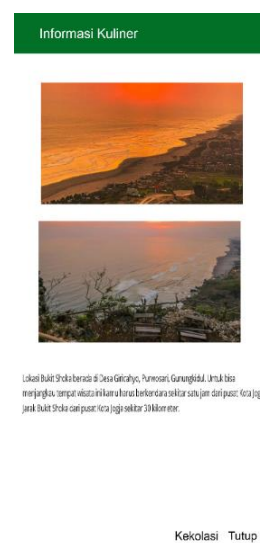 Informasi Kuliner
Lokasi Bukit Shoka berada di Desa Giricahyo, Purwosari, Gunungkidul. Untuk bisa
menjangkau tempat wisata ini kamu harus berkendara sekitar satu jam dari pusat Kota Jog
Jarak Bukit Shoka dari pusat Kota Jogja sekitar 30 kilometer.
Kekolasi Tutup